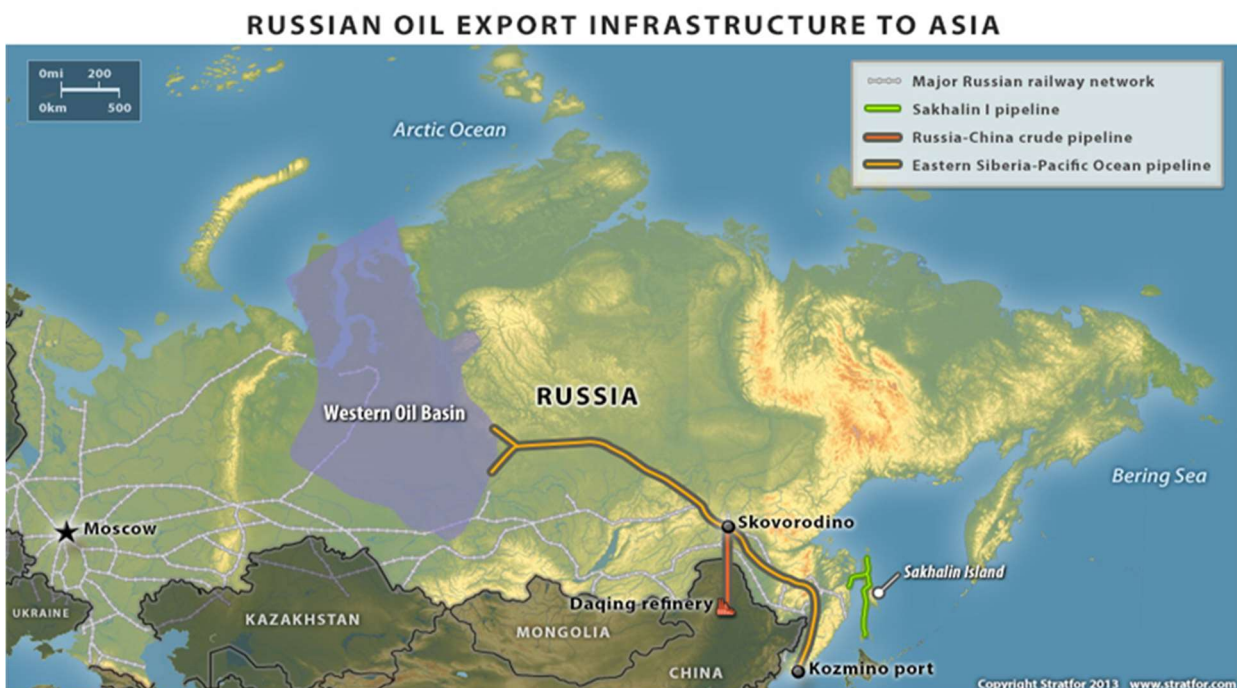 RUSSIAN OIL EXPORT INFRASTRUCTURE TO ASIA
0mi 200
0km 500
Major Russian railway network
Sakhalin I pipeline
Russia-China crude pipeline
Eastern Siberia-Pacific Ocean pipeline
Arctic Ocean
RUSSIA
Western Oil Basin
Bering Sea
Moscow
Skovorodino
Sakhalin Island
Daqing refinery
UKRAINE
KAZAKHSTAN
MONGOLIA
CHINA
Kozmino port
Copyright Stratfor 2013 www.stratfor.com